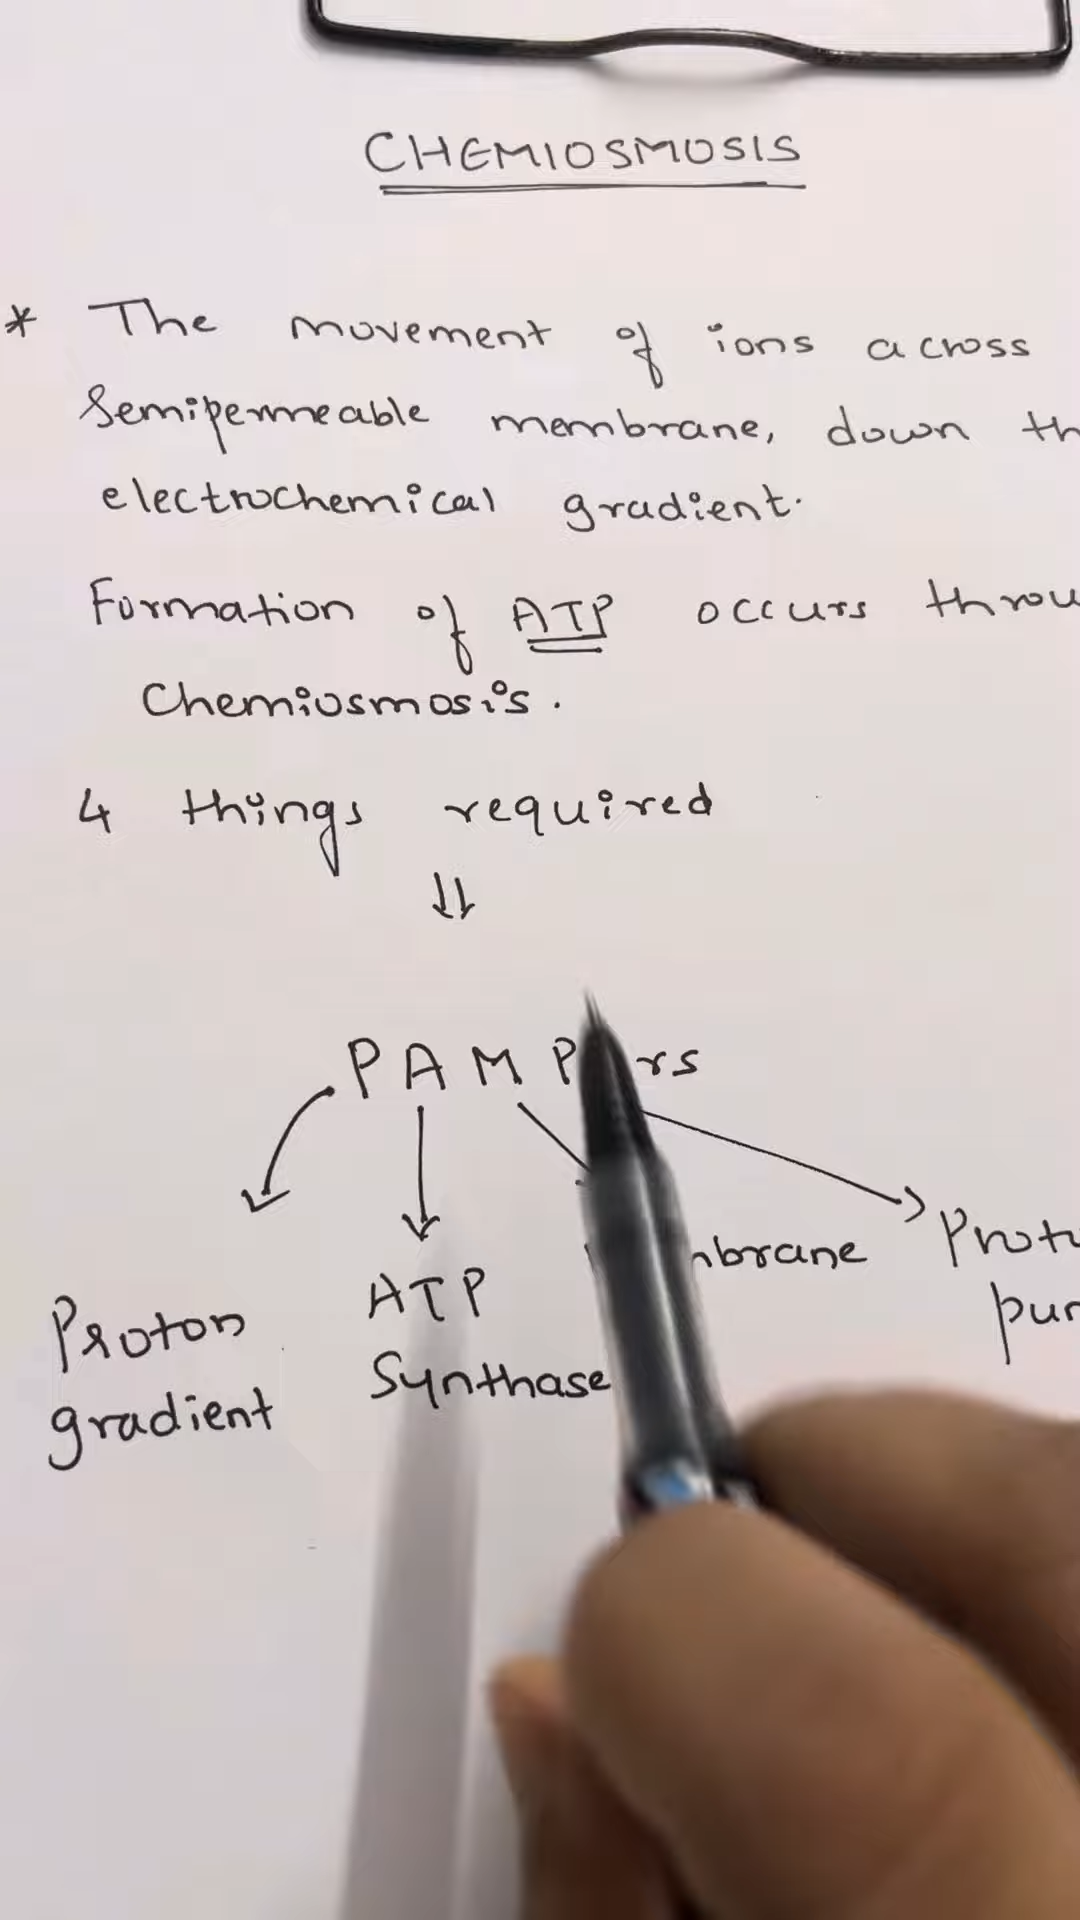 CHEMIOSMOSIS
* The movement of ions across
Semipermeable membrane, down
electrochemical gradient.
Formation of ATP occurs
Chemiosmosis.
4 things required
PAMP rs
Proton gradient
ATP Synthase